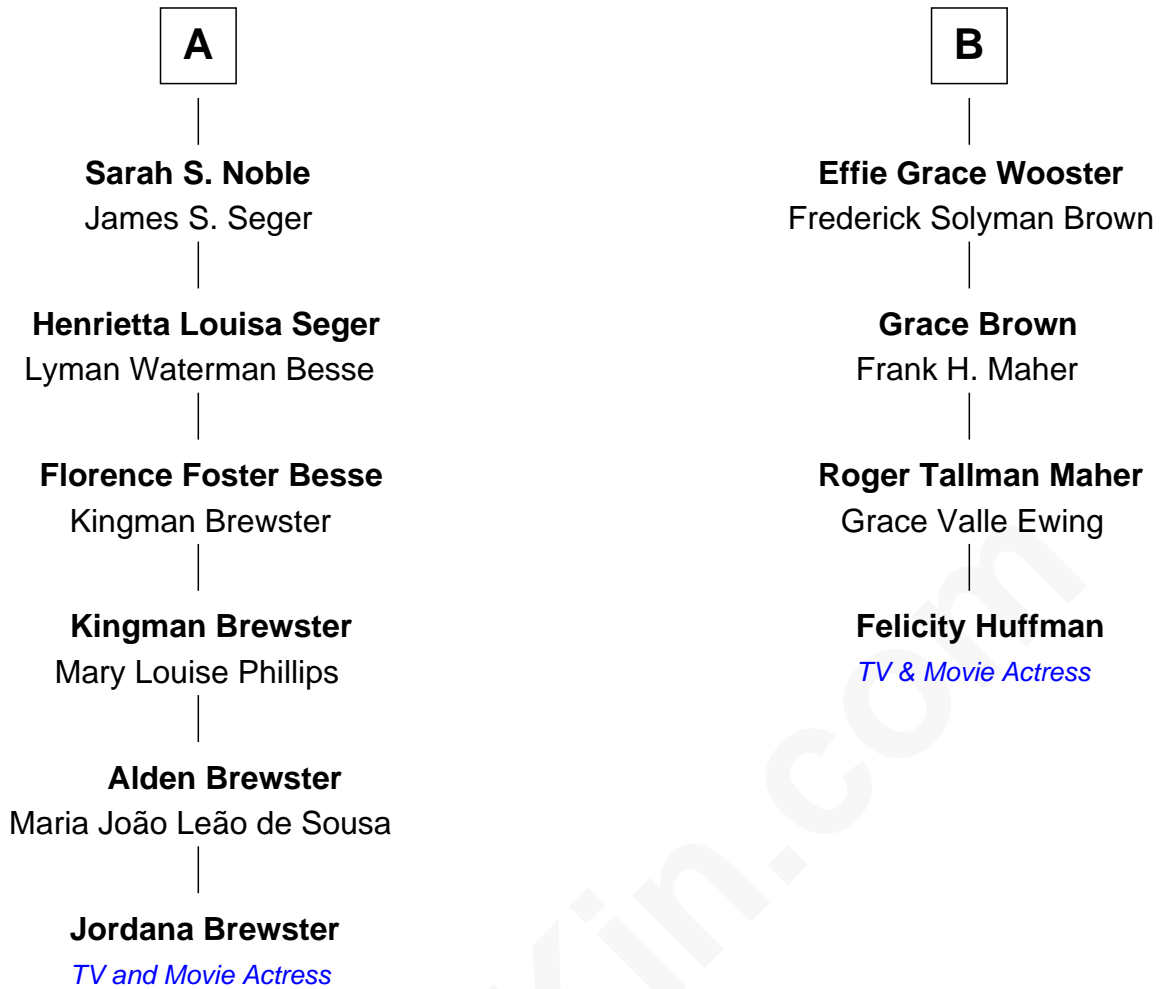 A
Sarah S. Noble
James S. Seger
Henrietta Louisa Seger
Lyman Waterman Besse
Florence Foster Besse
Kingman Brewster
Kingman Brewster
Mary Louise Phillips
Alden Brewster
Maria João Leão de Sousa
Jordana Brewster
TV and Movie Actress
B
Effie Grace Wooster
Frederick Solyman Brown
Grace Brown
Frank H. Maher
Roger Tallman Maher
Grace Valle Ewing
Felicity Huffman
TV & Movie Actress